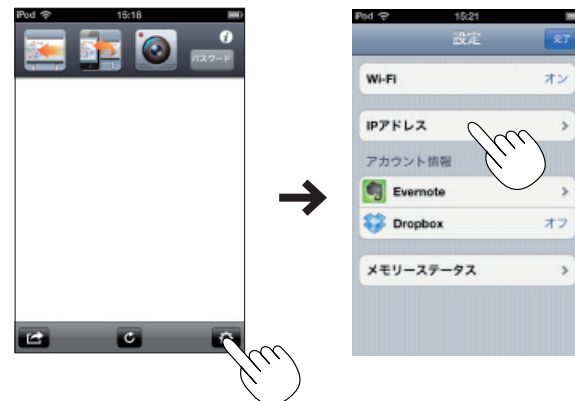 iPod 15:18
パスワード
iPod 15:21
設定
完了
Wi-Fi オン
IPアドレス
アカウント情報
Evernote
Dropbox オフ
メモリーステータス